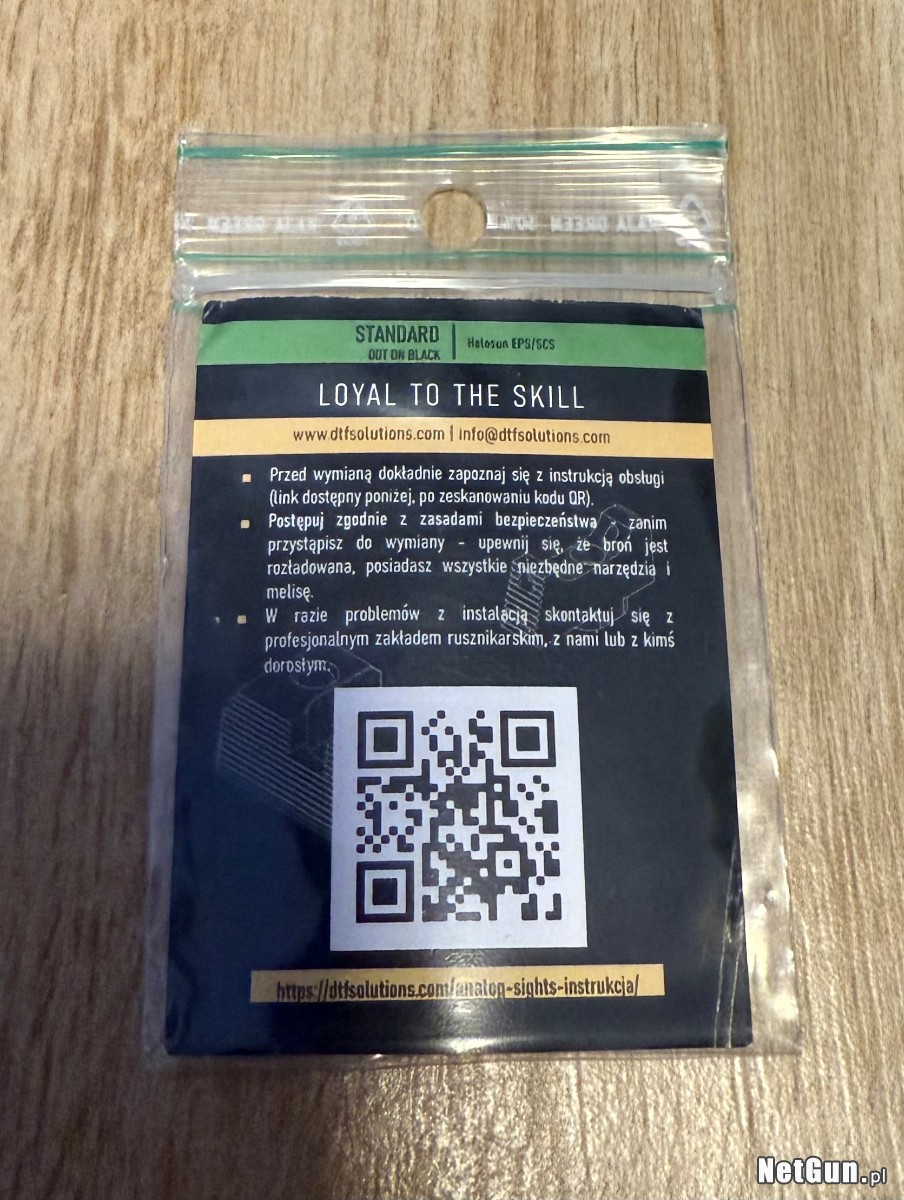 STANDARD
DOT ON BLACK
Holosun EPS/SCS
LOYAL TO THE SKILL
www.dtfsolutions.com | info@dtfsolutions.com
▪ Przed wymianą dokładnie zapoznaj się z instrukcją obsługi
(link dostępny poniżej, po zeskanowaniu kodu QR).
▪ Postępuj zgodnie z zasadami bezpieczeństwa - zanim
przystąpisz do wymiany - upewnij się, że broń jest
rozładowana, posiadasz wszystkie niezbędne narzędzia i
melisę.
▪ W razie problemów z instalacją skontaktuj się z
profesjonalnym zakładem rusznikarskim, z nami lub z kimś
dorosłym.
https://dtfsolutions.com/analog-sights-instrukcja/
NetGun.pl